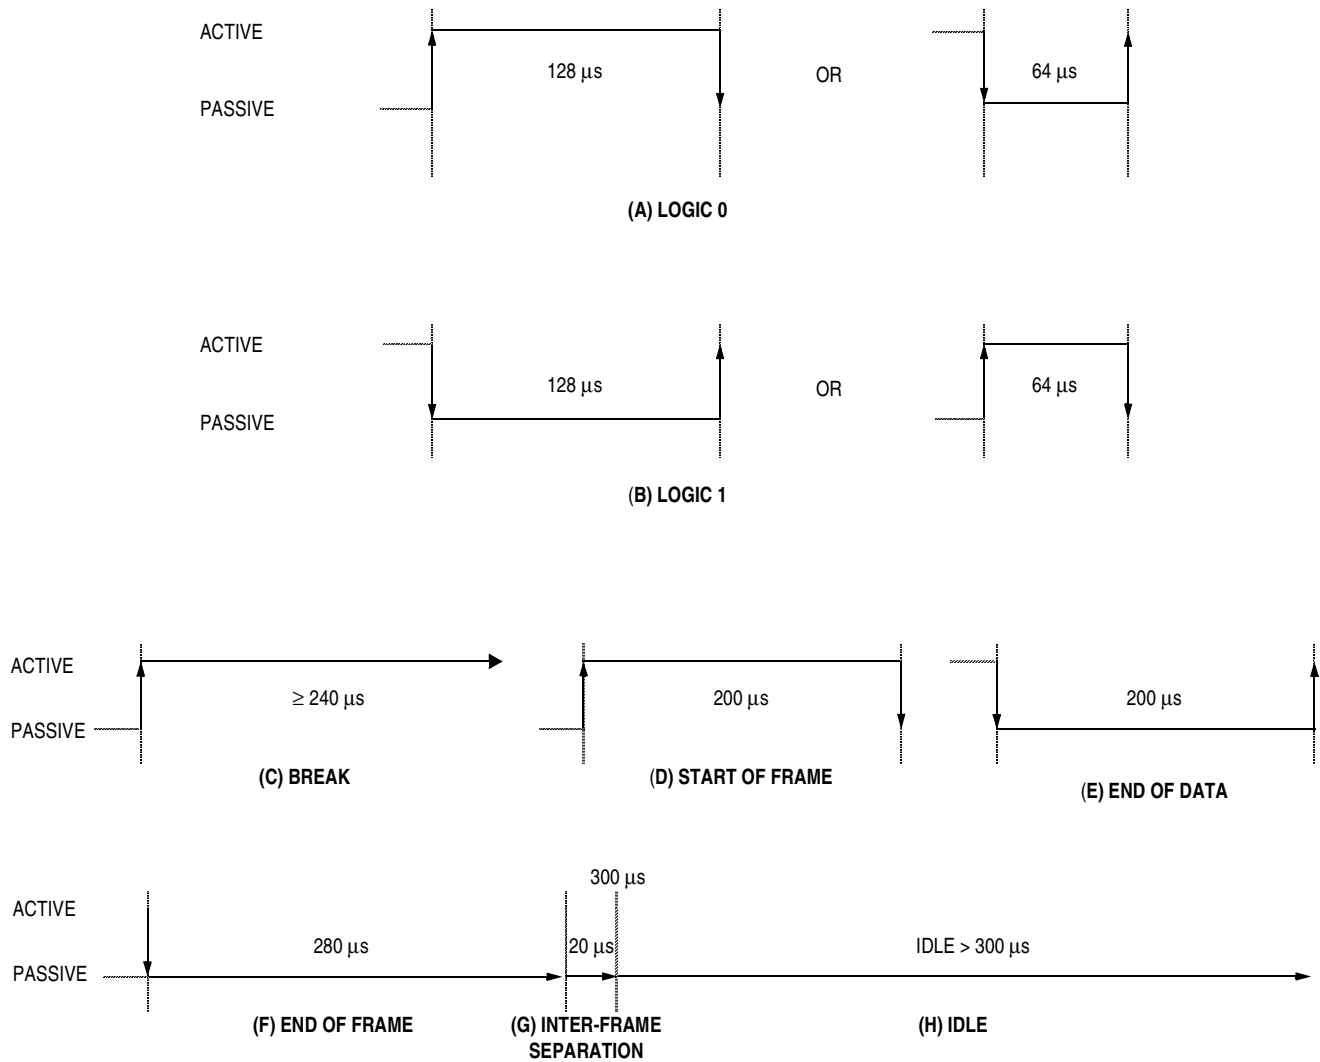 ACTIVE
128 μs
OR
64 μs
PASSIVE
(A) LOGIC 0
ACTIVE
128 μs
OR
64 μs
PASSIVE
(B) LOGIC 1
ACTIVE
≥ 240 μs
200 μs
200 μs
PASSIVE
(C) BREAK
(D) START OF FRAME
(E) END OF DATA
300 μs
ACTIVE
280 μs
20 μs
IDLE > 300 μs
PASSIVE
(F) END OF FRAME
(G) INTER-FRAME
SEPARATION
(H) IDLE